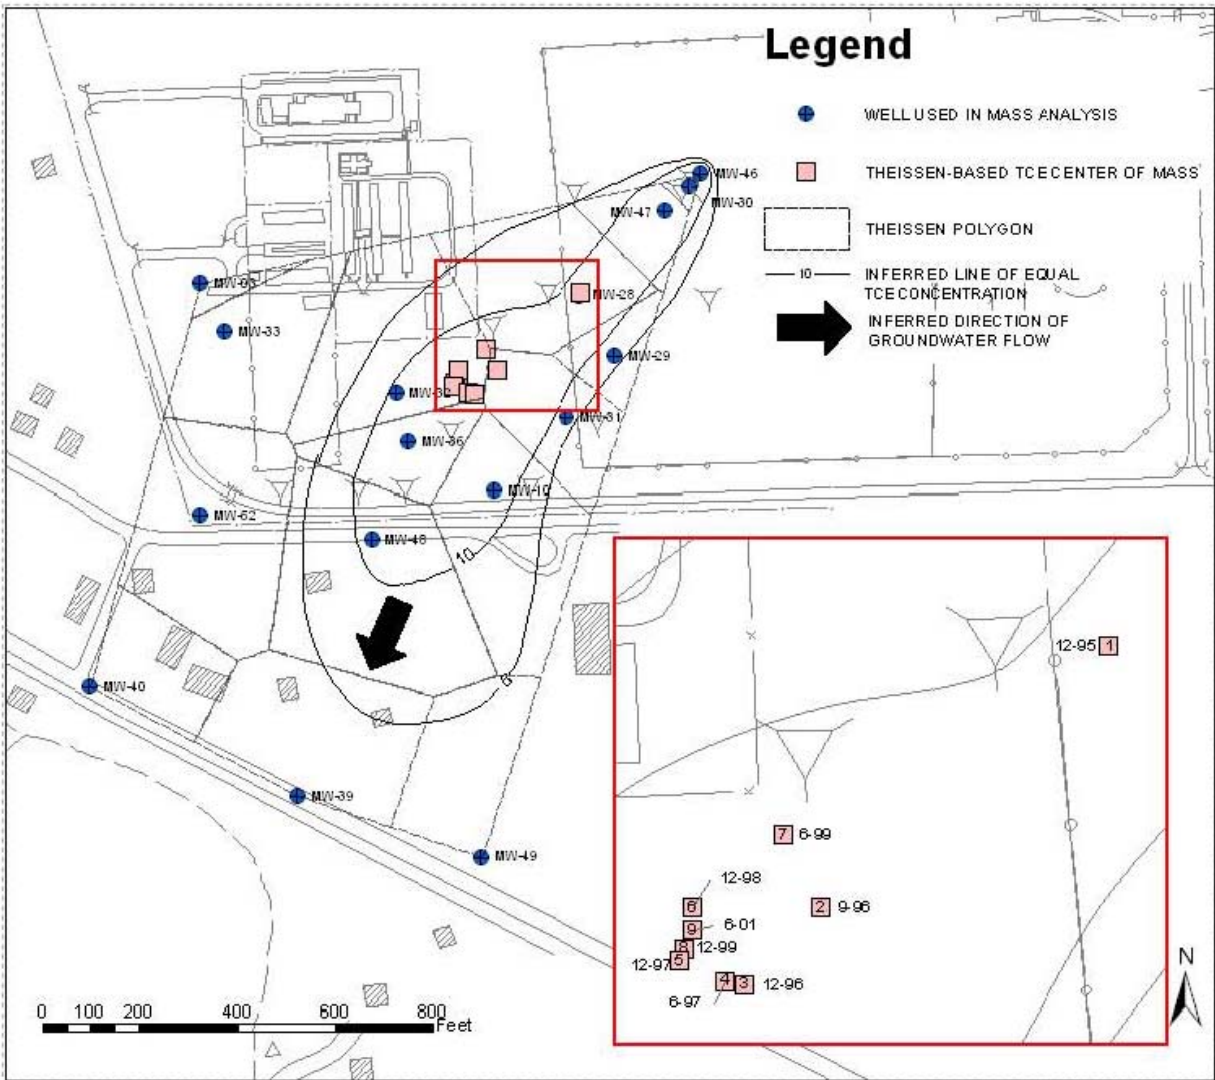 Legend
WELL USED IN MASS ANALYSIS
THEISSEN-BASED TCE CENTER OF MASS
THEISSEN POLYGON
10
INFERRED LINE OF EQUAL
TCE CONCENTRATION
INFERRED DIRECTION OF
GROUNDWATER FLOW
MW-46
MW-30
MW-47
MW-28
MW-33
MW-29
MW-32
MW-31
MW-36
MW-10
MW-52
MW-48
10
MW-40
MW-39
MW-49
12-95 1
7 6-99
12-98
6
2 9-96
9 6-01
8 12-99
12-97 5
4 3 12-96
6-97
N
0 100 200 400 600 800
Feet